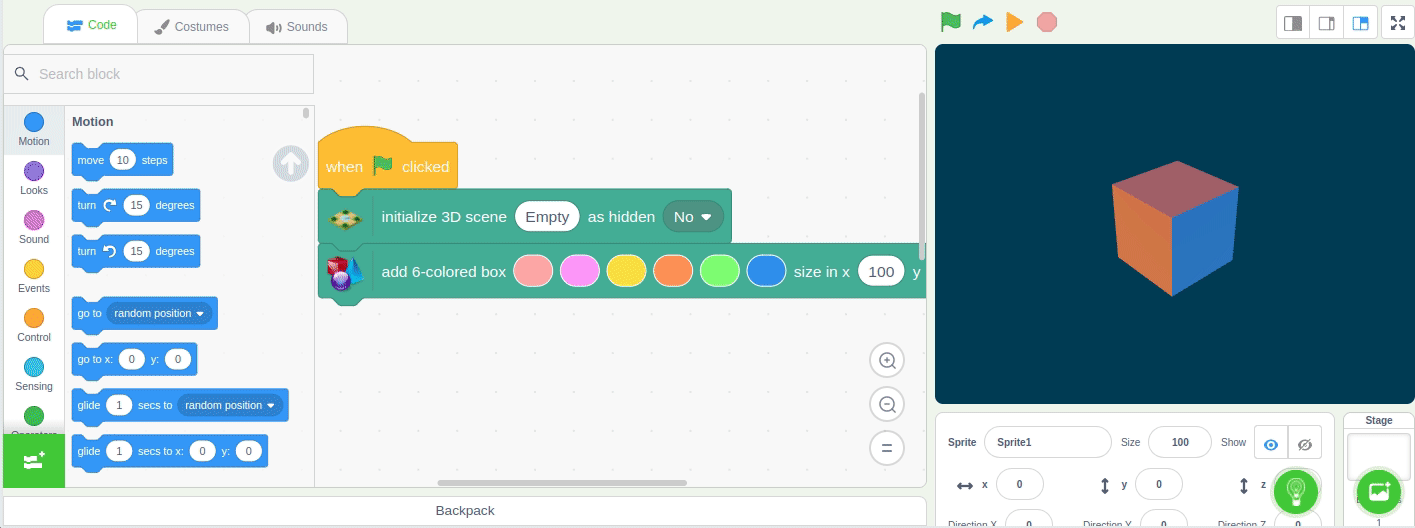 Code
Costumes
Sounds
Search block
Motion
Looks
Sound
Events
Control
Sensing
Operators
Motion
move 10 steps
turn 15 degrees
turn 15 degrees
go to random position
go to x: 0 y: 0
glide 1 secs to random position
glide 1 secs to x: 0 y: 0
when clicked
initialize 3D scene Empty as hidden No
add 6-colored box size in x 100 y
Backpack
Sprite Sprite1 Size 100 Show
x 0 y 0 z
Direction X 0 Direction Y 0 Direction Z 0
Stage
1